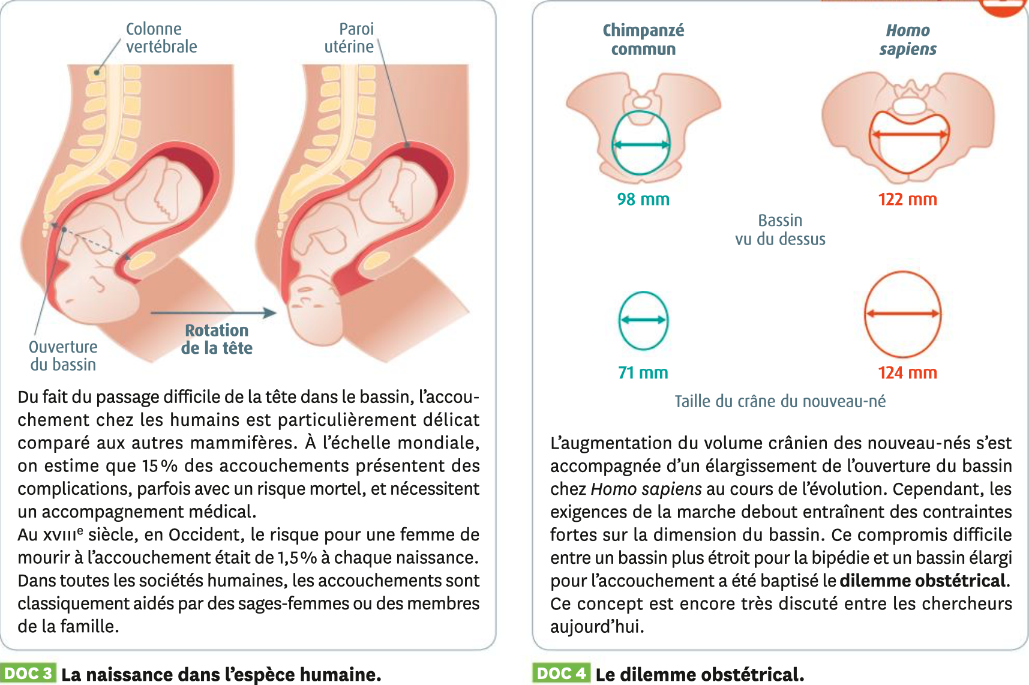 Colonne
vertébrale
Paroi
utérine
Rotation
de la tête
Ouverture
du bassin
Du fait du passage difficile de la tête dans le bassin, l'accou-
chement chez les humains est particulièrement délicat
comparé aux autres mammifères. À l'échelle mondiale,
on estime que 15 % des accouchements présentent des
complications, parfois avec un risque mortel, et nécessitent
un accompagnement médical.
Au XVIIIe siècle, en Occident, le risque pour une femme de
mourir à l'accouchement était de 1,5 % à chaque naissance.
Dans toutes les sociétés humaines, les accouchements sont
classiquement aidés par des sages-femmes ou des membres
de la famille.
DOC 3 La naissance dans l'espèce humaine.
Chimpanzé
commun
Homo
sapiens
98 mm
122 mm
Bassin
vu du dessus
71 mm
124 mm
Taille du crâne du nouveau-né
L'augmentation du volume crânien des nouveau-nés s'est
accompagnée d'un élargissement de l'ouverture du bassin
chez Homo sapiens au cours de l'évolution. Cependant, les
exigences de la marche debout entraînent des contraintes
fortes sur la dimension du bassin. Ce compromis difficile
entre un bassin plus étroit pour la bipédie et un bassin élargi
pour l'accouchement a été baptisé le dilemme obstétrical.
Ce concept est encore très discuté entre les chercheurs
aujourd'hui.
DOC 4 Le dilemme obstétrical.